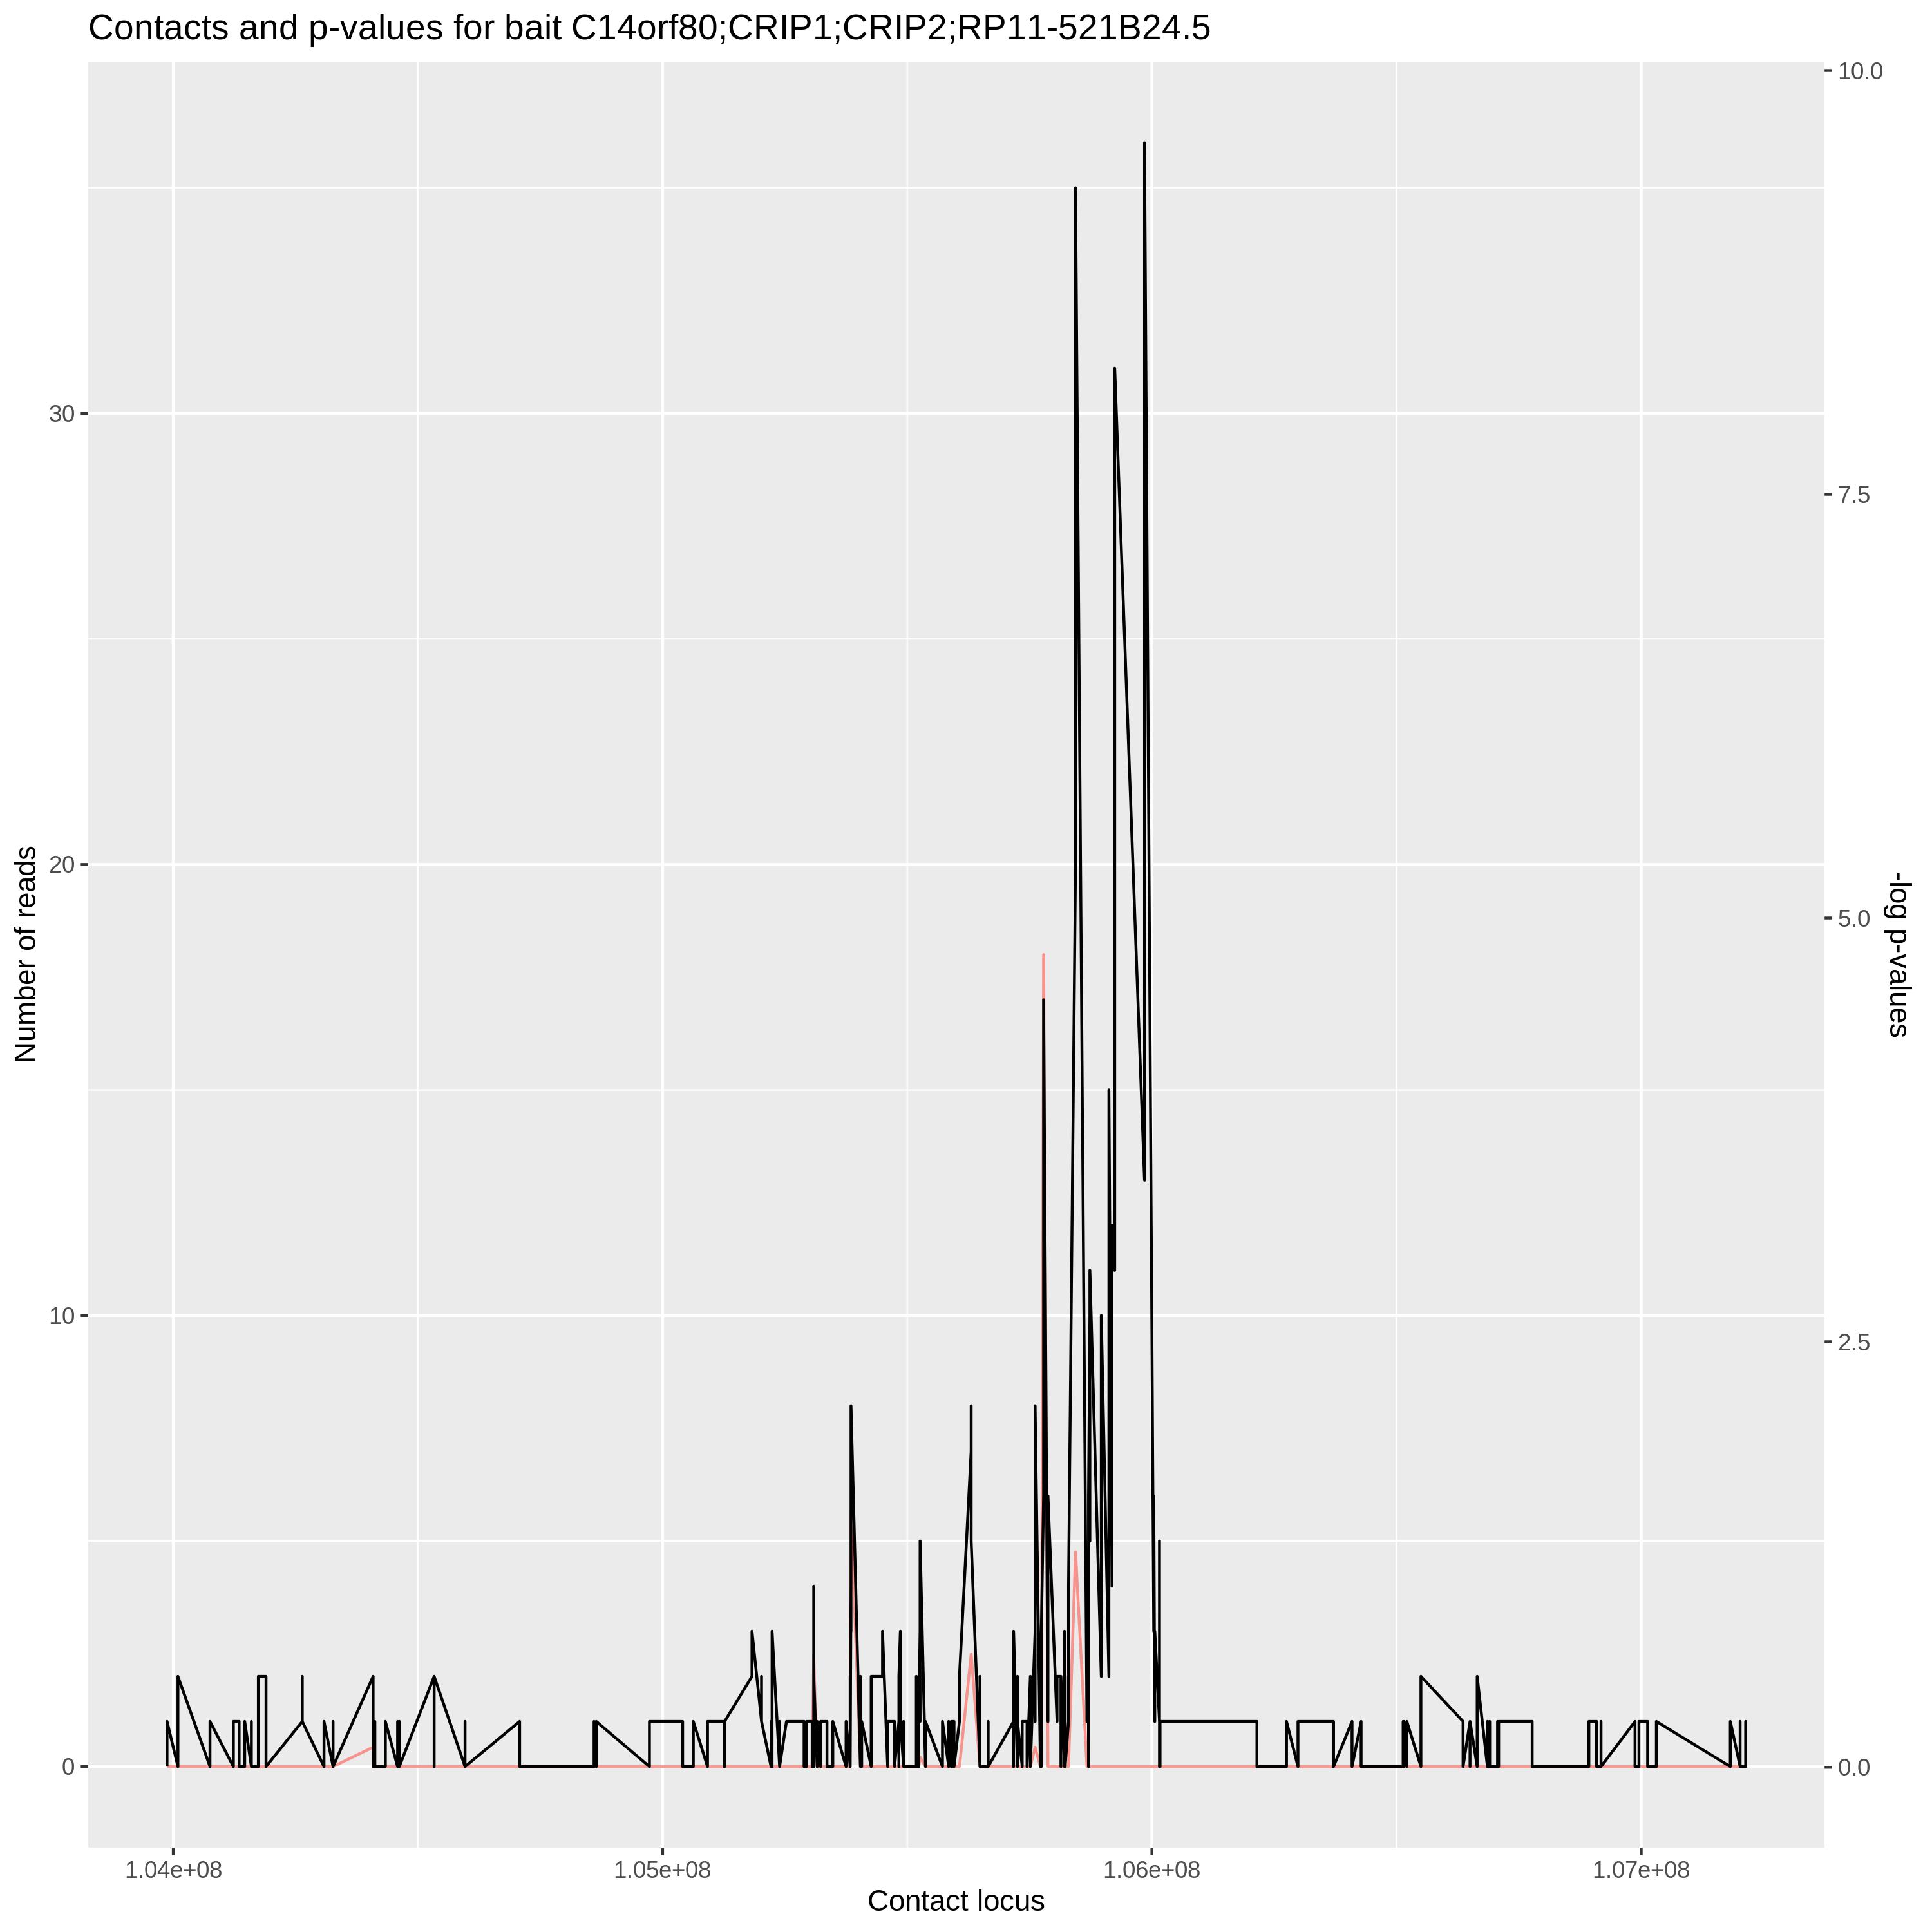 Contacts and p-values for bait C14orf80;CRIP1;CRIP2;RP11-521B24.5
Number of reads
30
20
10
0
10.0
7.5
5.0
2.5
0.0
-log p-values
1.04e+08
1.05e+08
1.06e+08
1.07e+08
Contact locus